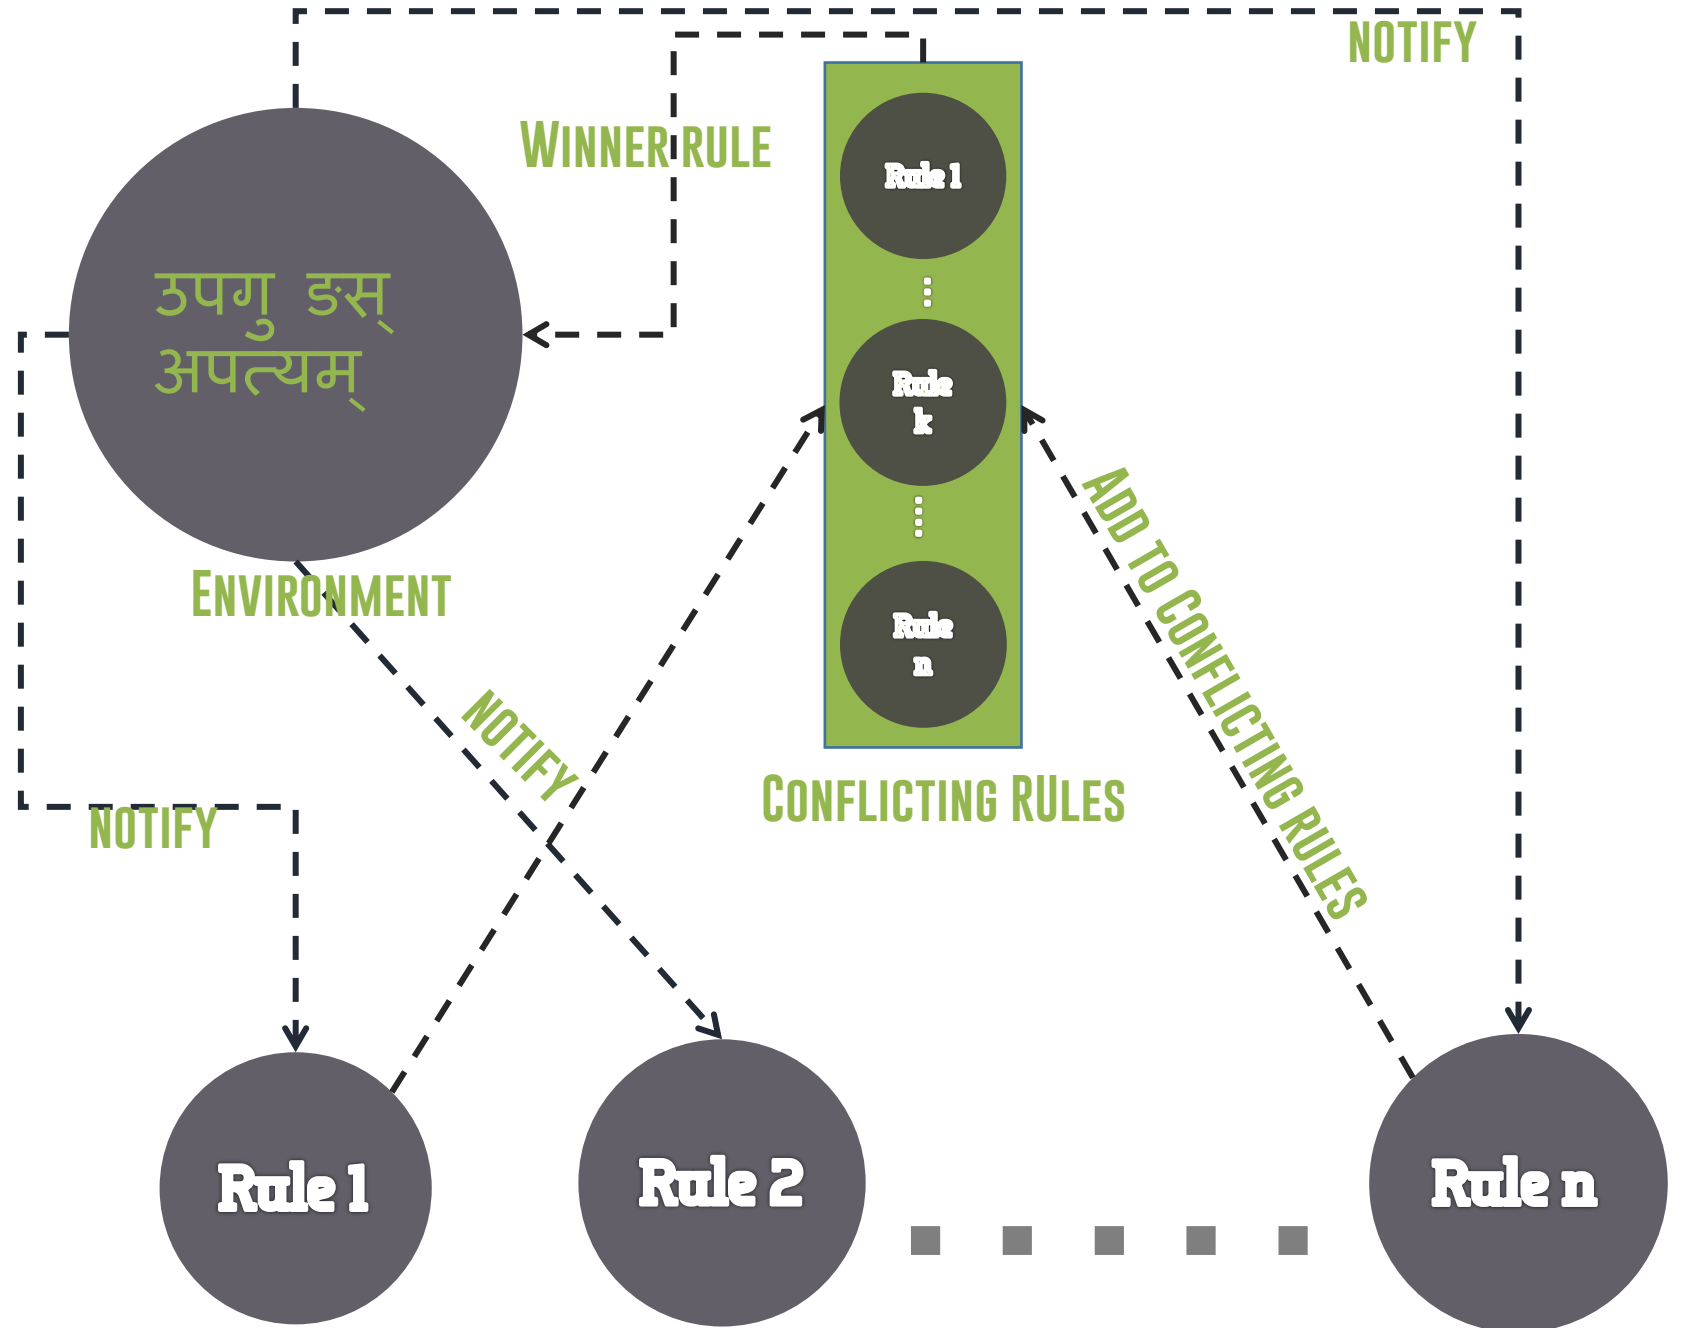 NOTIFY
WINNER RULE
Rule 1
उपगु ङस्
अपत्यम्
Rule
k
ADD TO CONFLICTING RULES
ENVIRONMENT
Rule
n
NOTIFY
CONFLICTING RULES
NOTIFY
Rule 1
Rule 2
Rule n